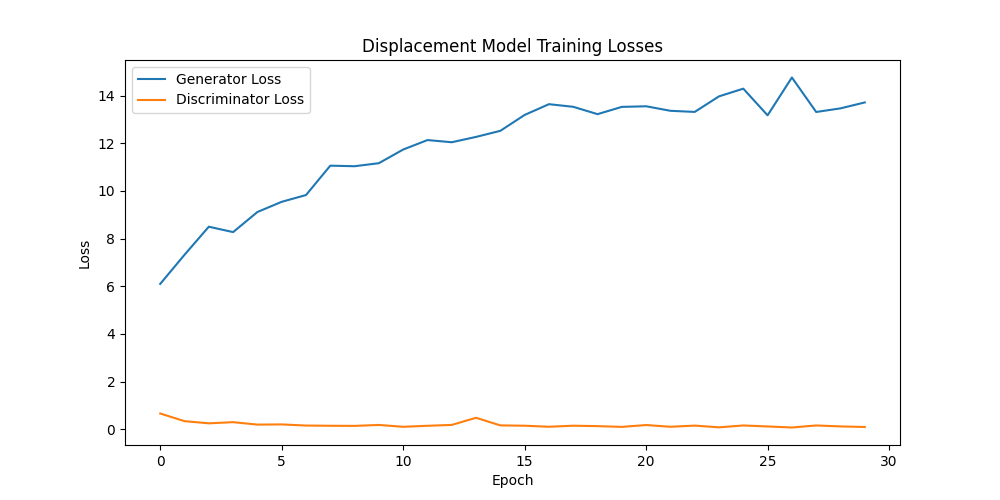 Displacement Model Training Losses
Generator Loss
Discriminator Loss
14
12
10
8
6
4
2
0
Loss
0 5 10 15 20 25 30
Epoch